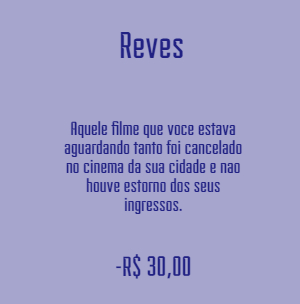 Reves
Aquele filme que voce estava
aguardando tanto foi cancelado
no cinema da sua cidade e nao
houve estorno dos seus
ingressos.
-R$ 30,00